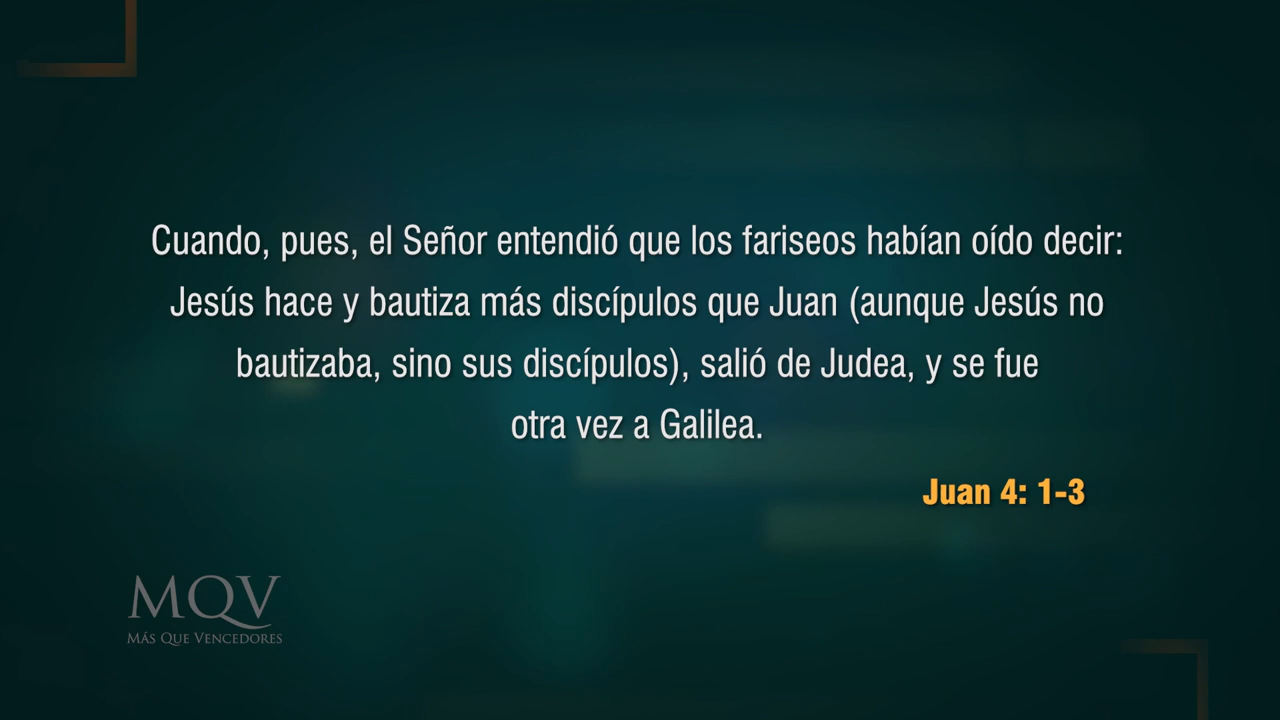 Cuando, pues, el Señor entendió que los fariseos habían oído decir:
Jesús hace y bautiza más discípulos que Juan (aunque Jesús no
bautizaba, sino sus discípulos), salió de Judea, y se fue
otra vez a Galilea.
Juan 4: 1-3
MQV
MÁS QUE VENCEDORES